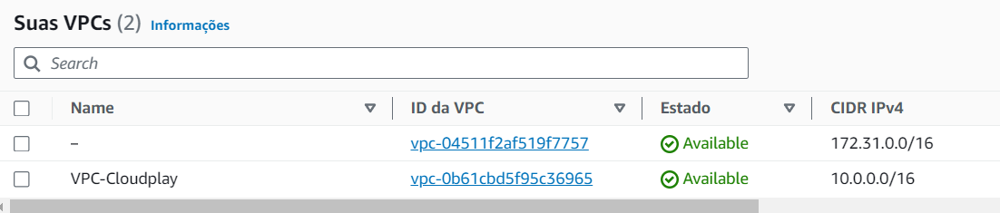 Suas VPCs (2) Informações
Search
Name ID da VPC Estado CIDR IPv4
– vpc-04511f2af519f7757 Available 172.31.0.0/16
VPC-Cloudplay vpc-0b61cbd5f95c36965 Available 10.0.0.0/16